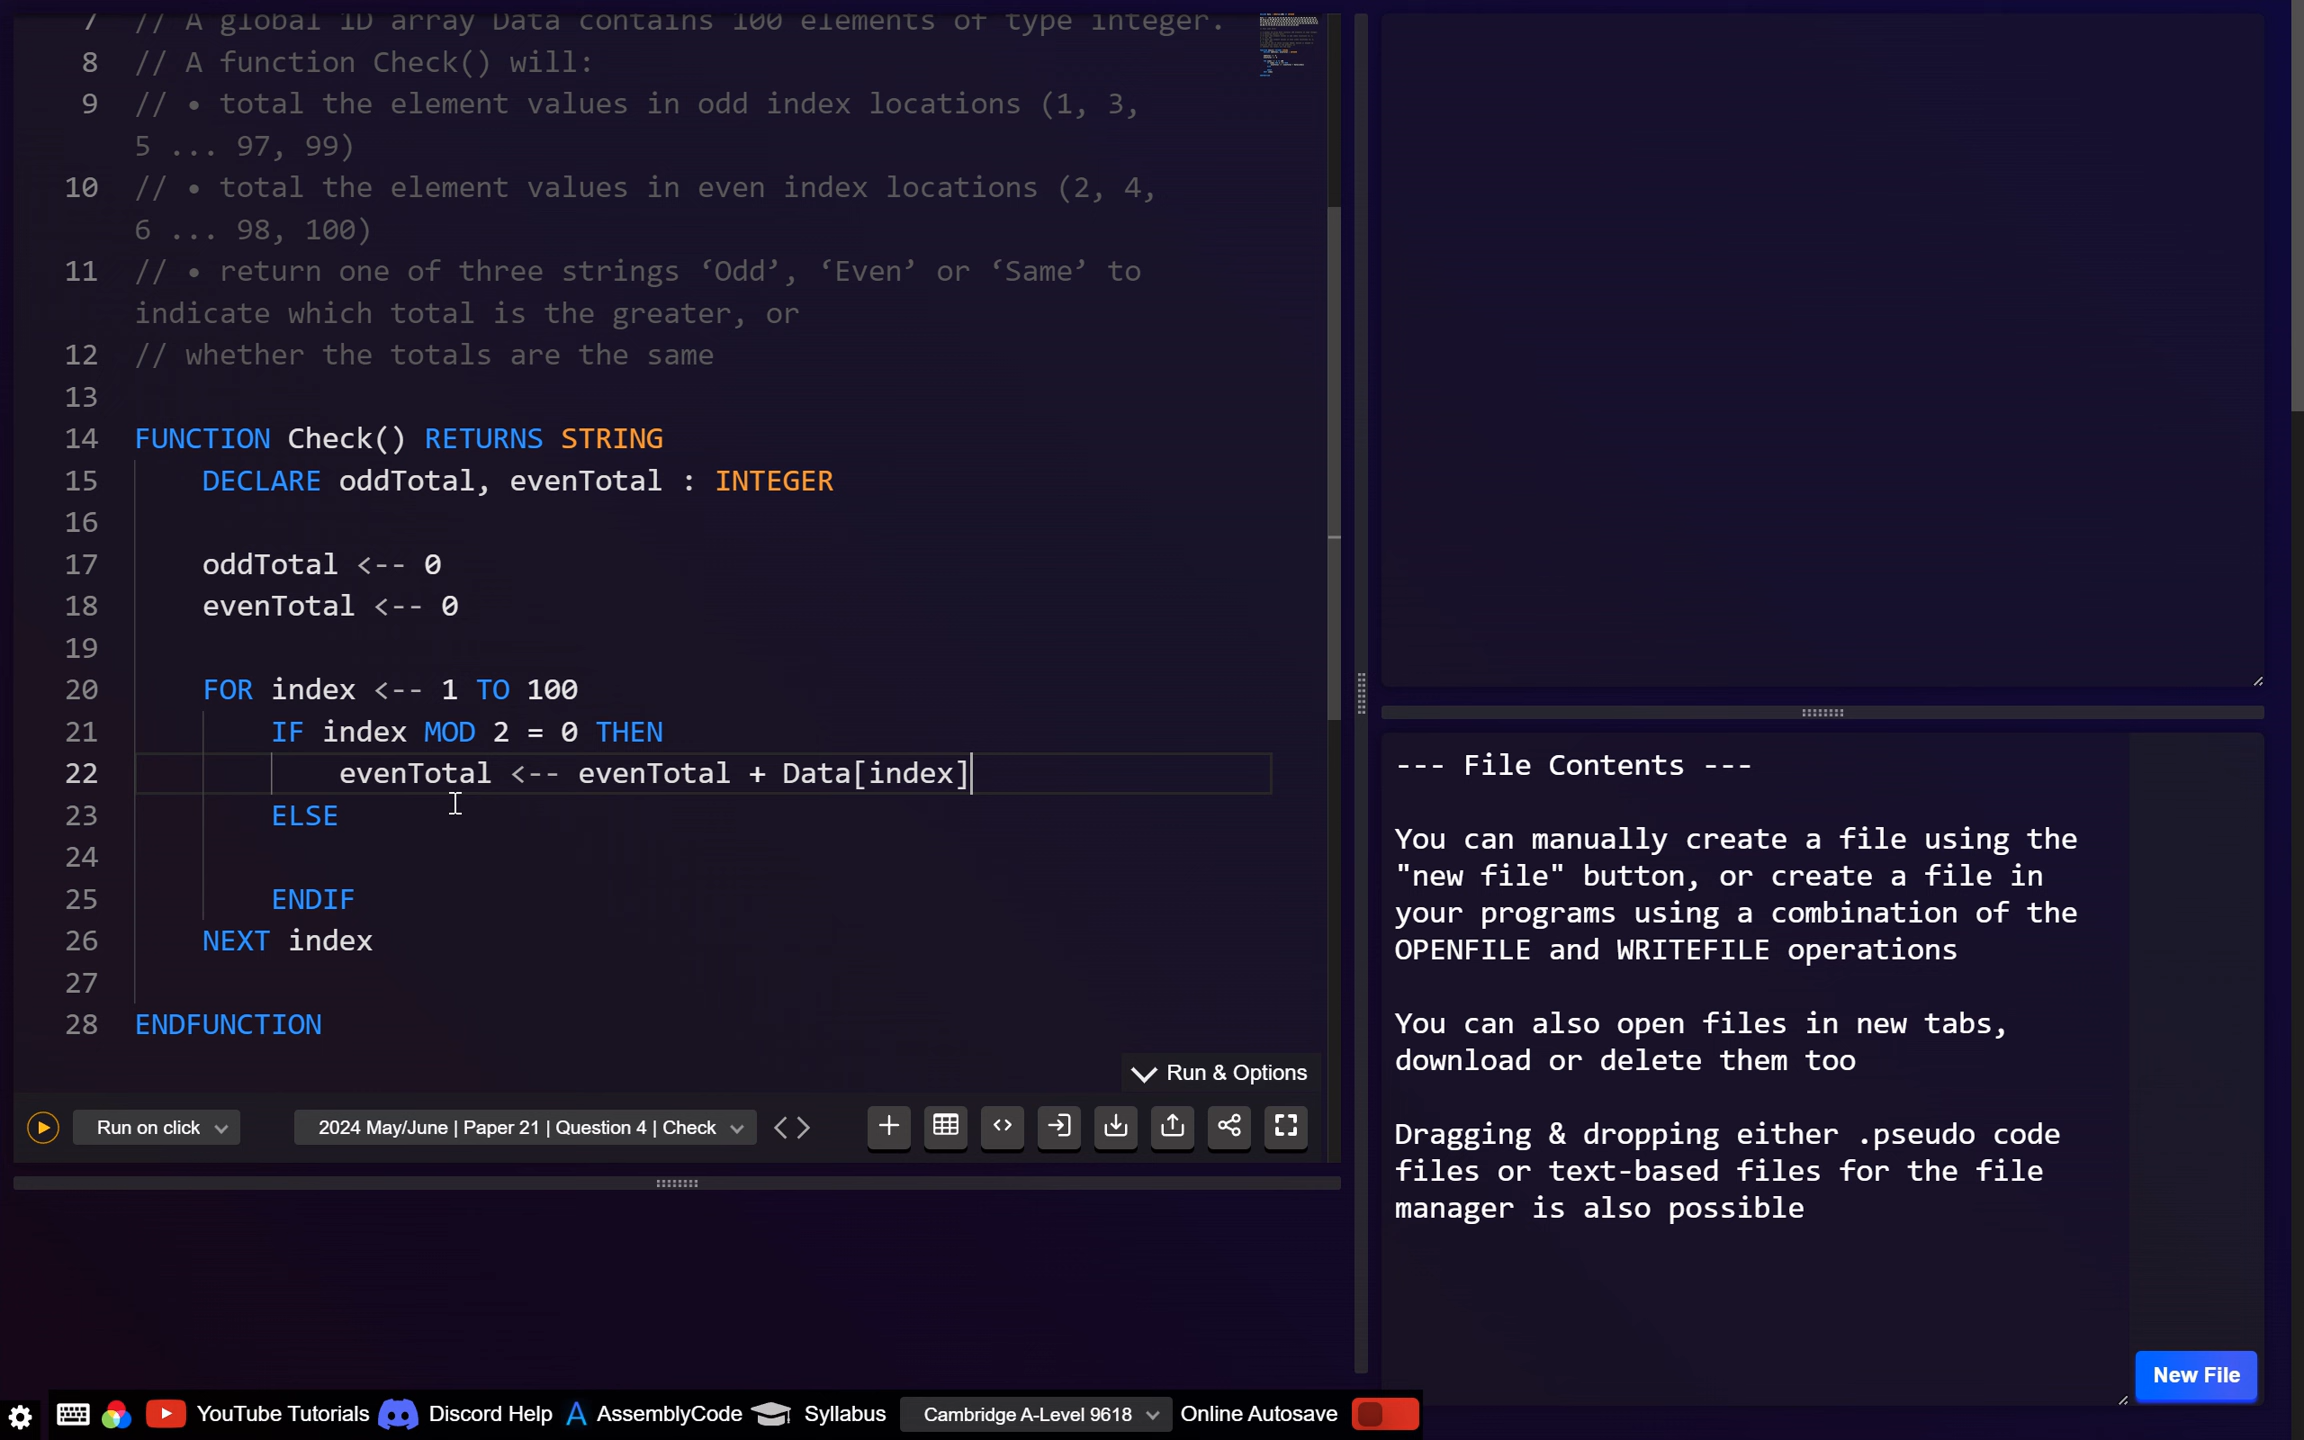 7 // A global 1D array Data contains 100 elements of type integer.
8 // A function Check() will:
9 // • total the element values in odd index locations (1, 3,
5 ... 97, 99)
10 // • total the element values in even index locations (2, 4,
6 ... 98, 100)
11 // • return one of three strings ‘Odd’, ‘Even’ or ‘Same’ to
indicate which total is the greater, or
12 // whether the totals are the same
13
14 FUNCTION Check() RETURNS STRING
15 DECLARE oddTotal, evenTotal : INTEGER
16
17 oddTotal <-- 0
18 evenTotal <-- 0
19
20 FOR index <-- 1 TO 100
21 IF index MOD 2 = 0 THEN
22 evenTotal <-- evenTotal + Data[index]
23 ELSE
24
25 ENDIF
26 NEXT index
27
28 ENDFUNCTION
Run & Options
Run on click
2024 May/June | Paper 21 | Question 4 | Check
--- File Contents ---
You can manually create a file using the
"new file" button, or create a file in
your programs using a combination of the
OPENFILE and WRITEFILE operations
You can also open files in new tabs,
download or delete them too
Dragging & dropping either .pseudo code
files or text-based files for the file
manager is also possible
New File
YouTube Tutorials
Discord Help
AssemblyCode
Syllabus
Cambridge A-Level 9618
Online Autosave